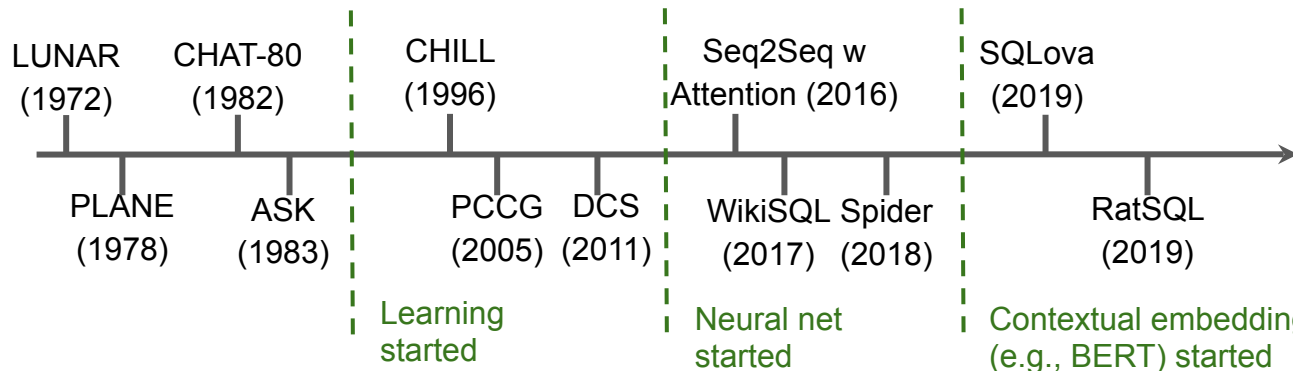 LUNAR
(1972)
CHAT-80
(1982)
CHILL
(1996)
Seq2Seq w
Attention (2016)
SQLova
(2019)
PLANE
(1978)
ASK
(1983)
PCCG
(2005)
DCS
(2011)
WikiSQL
(2017)
Spider
(2018)
RatSQL
(2019)
Learning
started
Neural net
started
Contextual embedding
(e.g., BERT) started